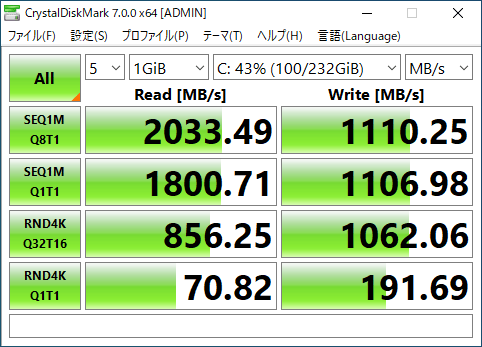 CrystalDiskMark 7.0.0 x64 [ADMIN]
ファイル(F) 設定(S) プロファイル(P) テーマ(T) ヘルプ(H) 言語(Language)
All 5 1GiB C: 43% (100/232GiB) MB/s
Read [MB/s] Write [MB/s]
SEQ1M
Q8T1
2033.49 1110.25
SEQ1M
Q1T1
1800.71 1106.98
RND4K
Q32T16
856.25 1062.06
RND4K
Q1T1
70.82 191.69